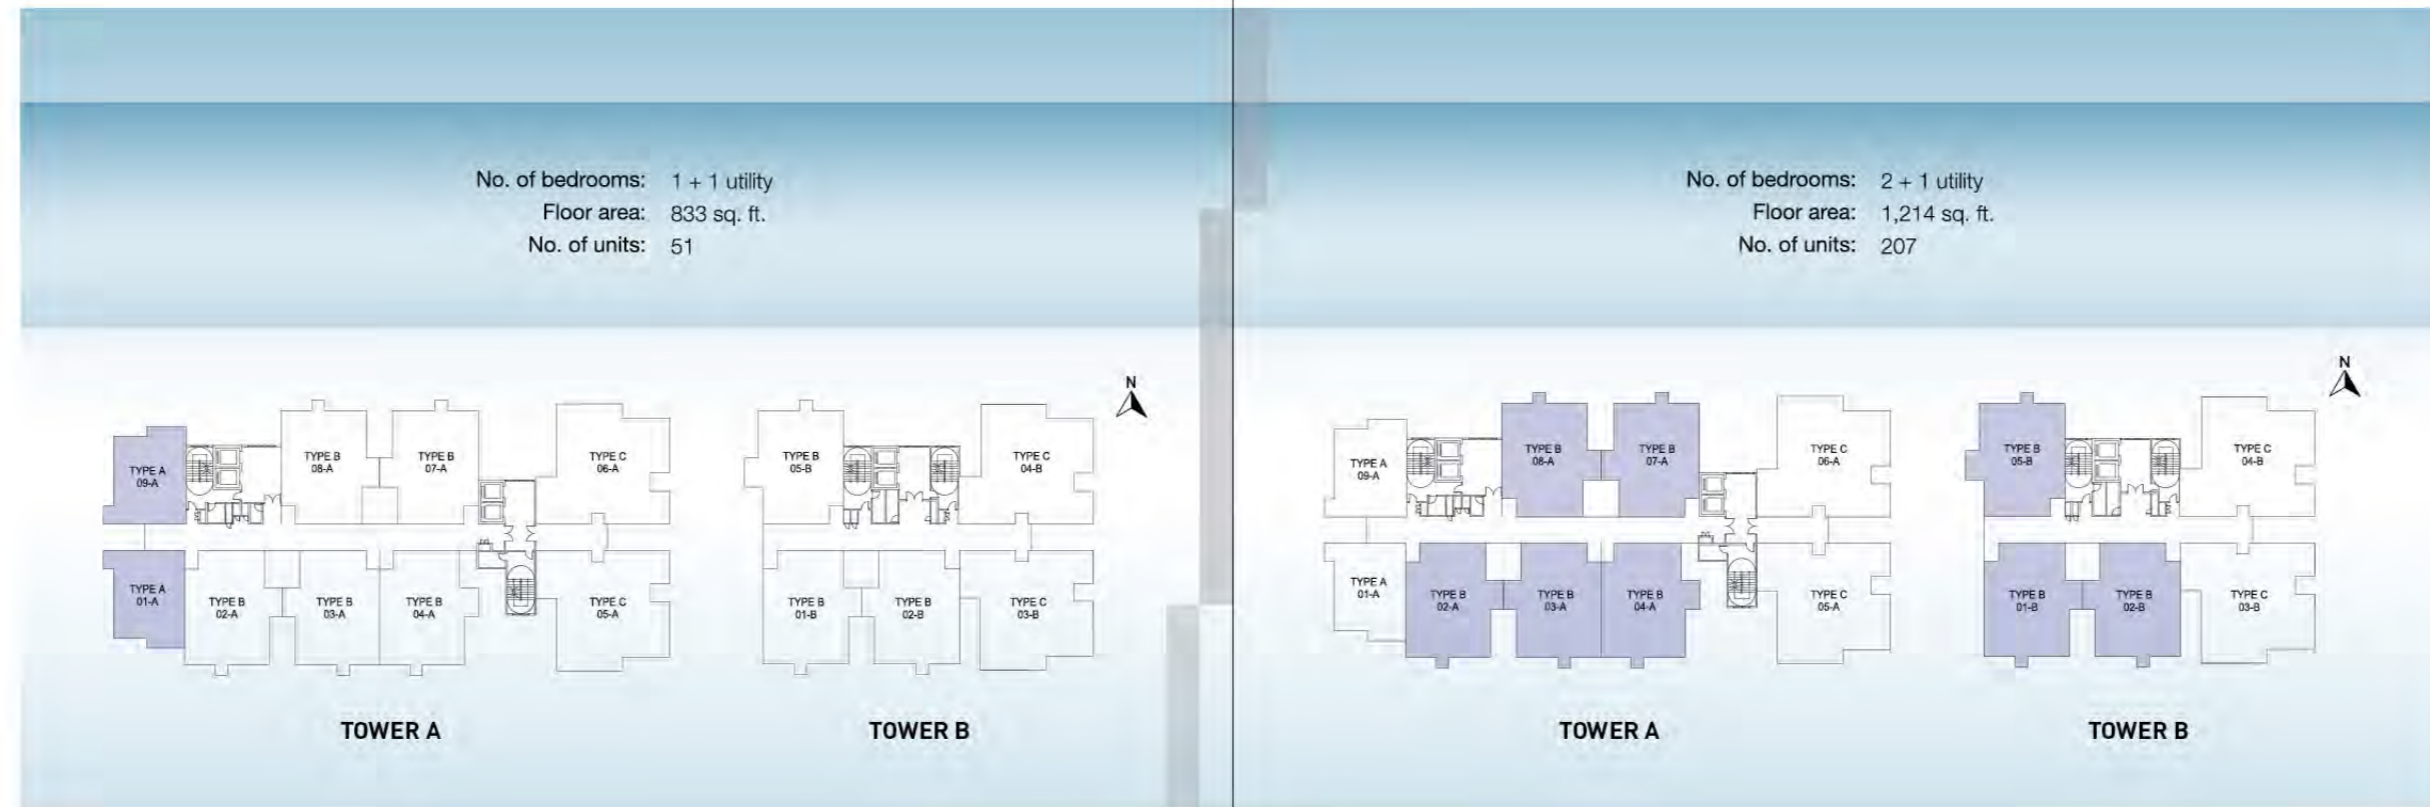 No. of bedrooms: 1 + 1 utility
Floor area: 833 sq. ft.
No. of units: 51
N
TYPE A
09-A
TYPE B
08-A
TYPE B
07-A
TYPE C
06-A
TYPE A
01-A
TYPE B
02-A
TYPE B
03-A
TYPE B
04-A
TYPE C
05-A
TYPE B
05-B
TYPE C
04-B
TYPE B
01-B
TYPE B
02-B
TYPE C
03-B
TOWER A
TOWER B
No. of bedrooms: 2 + 1 utility
Floor area: 1,214 sq. ft.
No. of units: 207
N
TYPE A
09-A
TYPE B
08-A
TYPE B
07-A
TYPE C
06-A
TYPE A
01-A
TYPE B
02-A
TYPE B
03-A
TYPE B
04-A
TYPE C
05-A
TYPE B
05-B
TYPE C
04-B
TYPE B
01-B
TYPE B
02-B
TYPE C
03-B
TOWER A
TOWER B